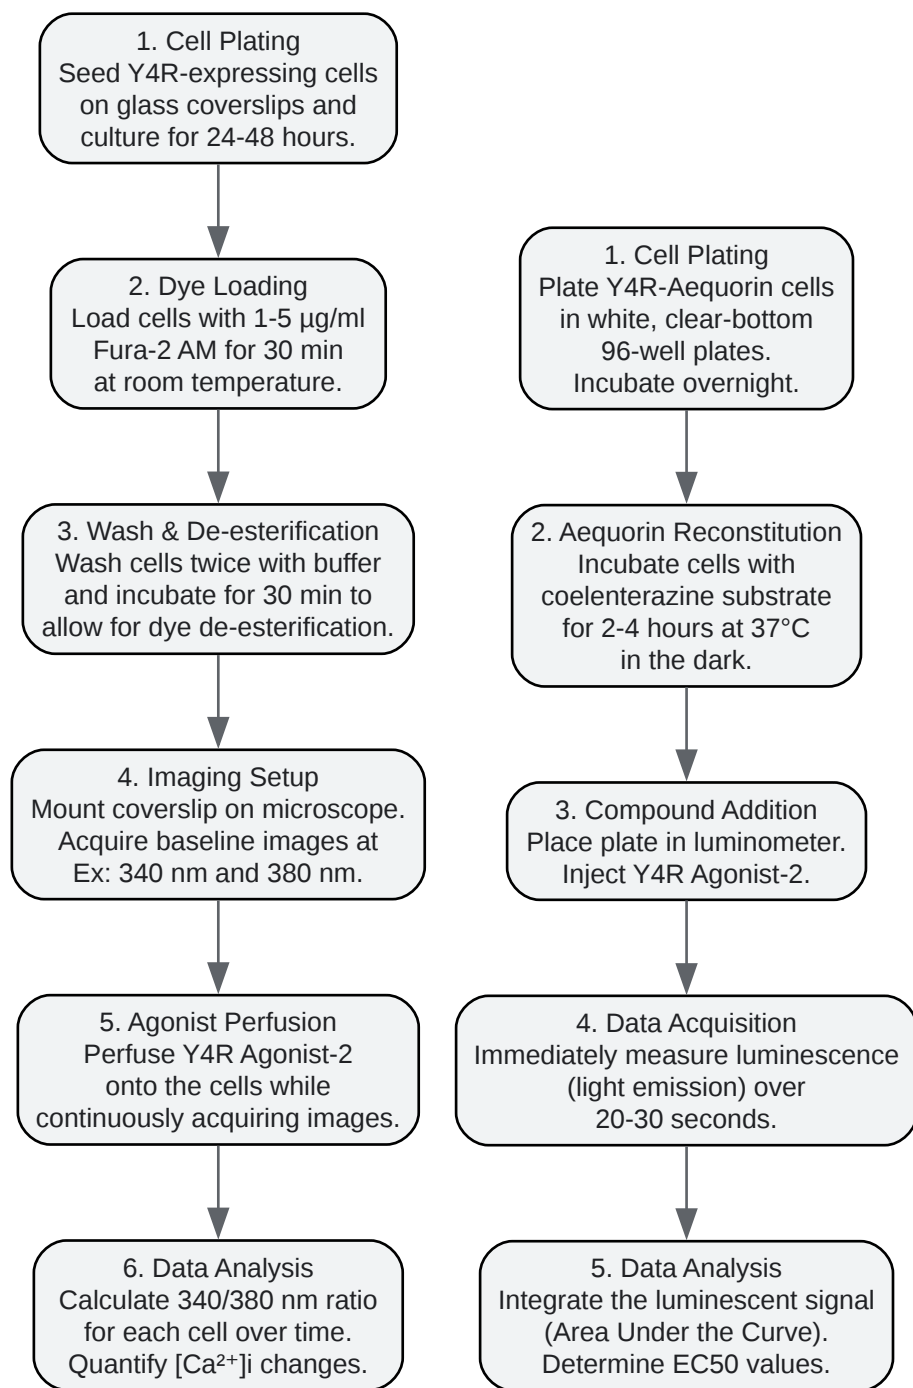 1. Cell Plating
Seed Y4R-expressing cells
on glass coverslips and
culture for 24-48 hours.
2. Dye Loading
Load cells with 1-5 µg/ml
Fura-2 AM for 30 min
at room temperature.
3. Wash & De-esterification
Wash cells twice with buffer
and incubate for 30 min to
allow for dye de-esterification.
4. Imaging Setup
Mount coverslip on microscope.
Acquire baseline images at
Ex: 340 nm and 380 nm.
5. Agonist Perfusion
Perfuse Y4R Agonist-2
onto the cells while
continuously acquiring images.
6. Data Analysis
Calculate 340/380 nm ratio
for each cell over time.
Quantify [Ca²⁺]i changes.
1. Cell Plating
Plate Y4R-Aequorin cells
in white, clear-bottom
96-well plates.
Incubate overnight.
2. Aequorin Reconstitution
Incubate cells with
coelenterazine substrate
for 2-4 hours at 37°C
in the dark.
3. Compound Addition
Place plate in luminometer.
Inject Y4R Agonist-2.
4. Data Acquisition
Immediately measure luminescence
(light emission) over
20-30 seconds.
5. Data Analysis
Integrate the luminescent signal
(Area Under the Curve).
Determine EC50 values.